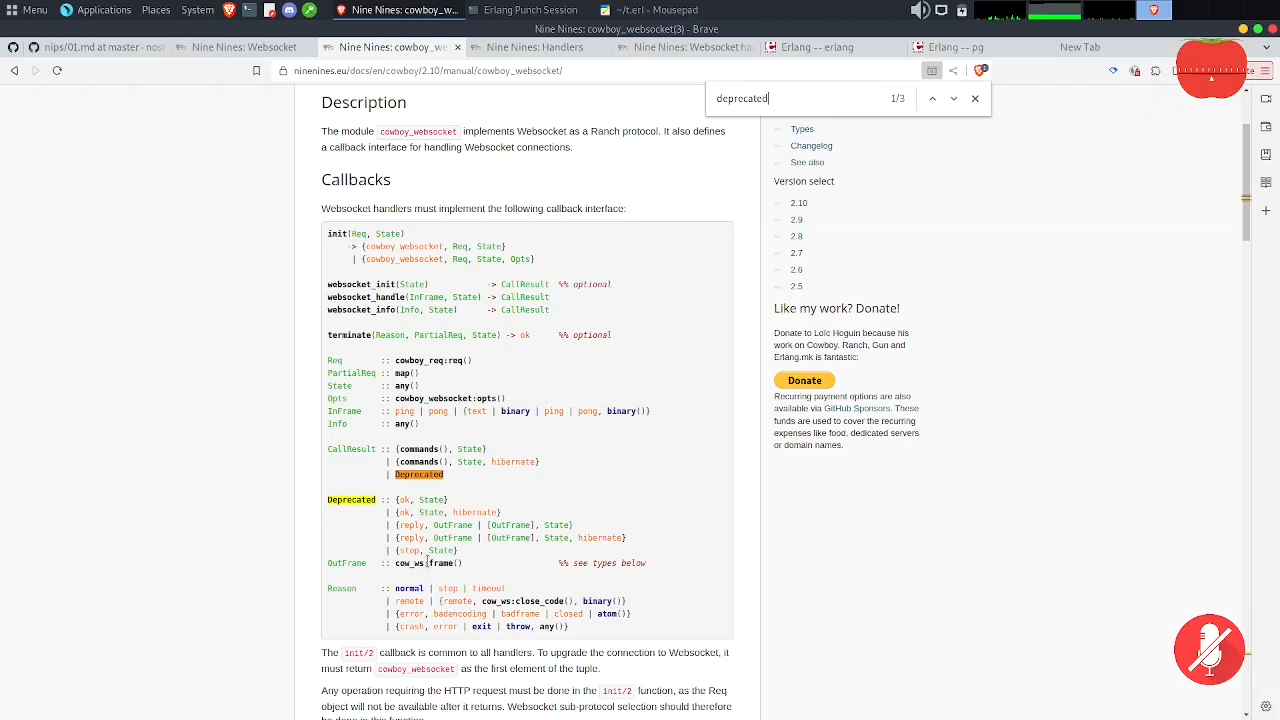 Menu Applications Places System Nine Nines: cowboy_w... Erlang Punch Session ~/t.erl - Mousepad
Nine Nines: cowboy_websocket(3) - Brave
nips/01.md at master · nost Nine Nines: Websocket Nine Nines: cowboy_we Nine Nines: Handlers Nine Nines: Websocket ha Erlang -- erlang Erlang -- pg New Tab
ninenines.eu/docs/en/cowboy/2.10/manual/cowboy_websocket/
deprecated 1/3
Description
The module cowboy_websocket implements Websocket as a Ranch protocol. It also defines
a callback interface for handling Websocket connections.
Callbacks
Websocket handlers must implement the following callback interface:
init(Req, State)
-> {cowboy_websocket, Req, State}
| {cowboy_websocket, Req, State, Opts}
websocket_init(State) -> CallResult %% optional
websocket_handle(InFrame, State) -> CallResult
websocket_info(Info, State) -> CallResult
terminate(Reason, PartialReq, State) -> ok %% optional
Req :: cowboy_req:req()
PartialReq :: map()
State :: any()
Opts :: cowboy_websocket:opts()
InFrame :: ping | pong | {text | binary | ping | pong, binary()}
Info :: any()
CallResult :: {commands(), State}
| {commands(), State, hibernate}
| Deprecated
Deprecated :: {ok, State}
| {ok, State, hibernate}
| {reply, OutFrame | [OutFrame], State}
| {reply, OutFrame | [OutFrame], State, hibernate}
| {stop, State}
OutFrame :: cow_ws:frame() %% see types below
Reason :: normal | stop | timeout
| remote | {remote, cow_ws:close_code(), binary()}
| {error, badencoding | badframe | closed | atom()}
| {crash, error | exit | throw, any()}
The init/2 callback is common to all handlers. To upgrade the connection to Websocket, it
must return cowboy_websocket as the first element of the tuple.
Any operation requiring the HTTP request must be done in the init/2 function, as the Req
object will not be available after it returns. Websocket sub-protocol selection should therefore
be done in this function.
Types
Changelog
See also
Version select
2.10
2.9
2.8
2.7
2.6
2.5
Like my work? Donate!
Donate to Loïc Hoguin because his
work on Cowboy, Ranch, Gun and
Erlang.mk is fantastic:
Donate
Recurring payment options are also
available via GitHub Sponsors. These
funds are used to cover the recurring
expenses like food, dedicated servers
or domain names.